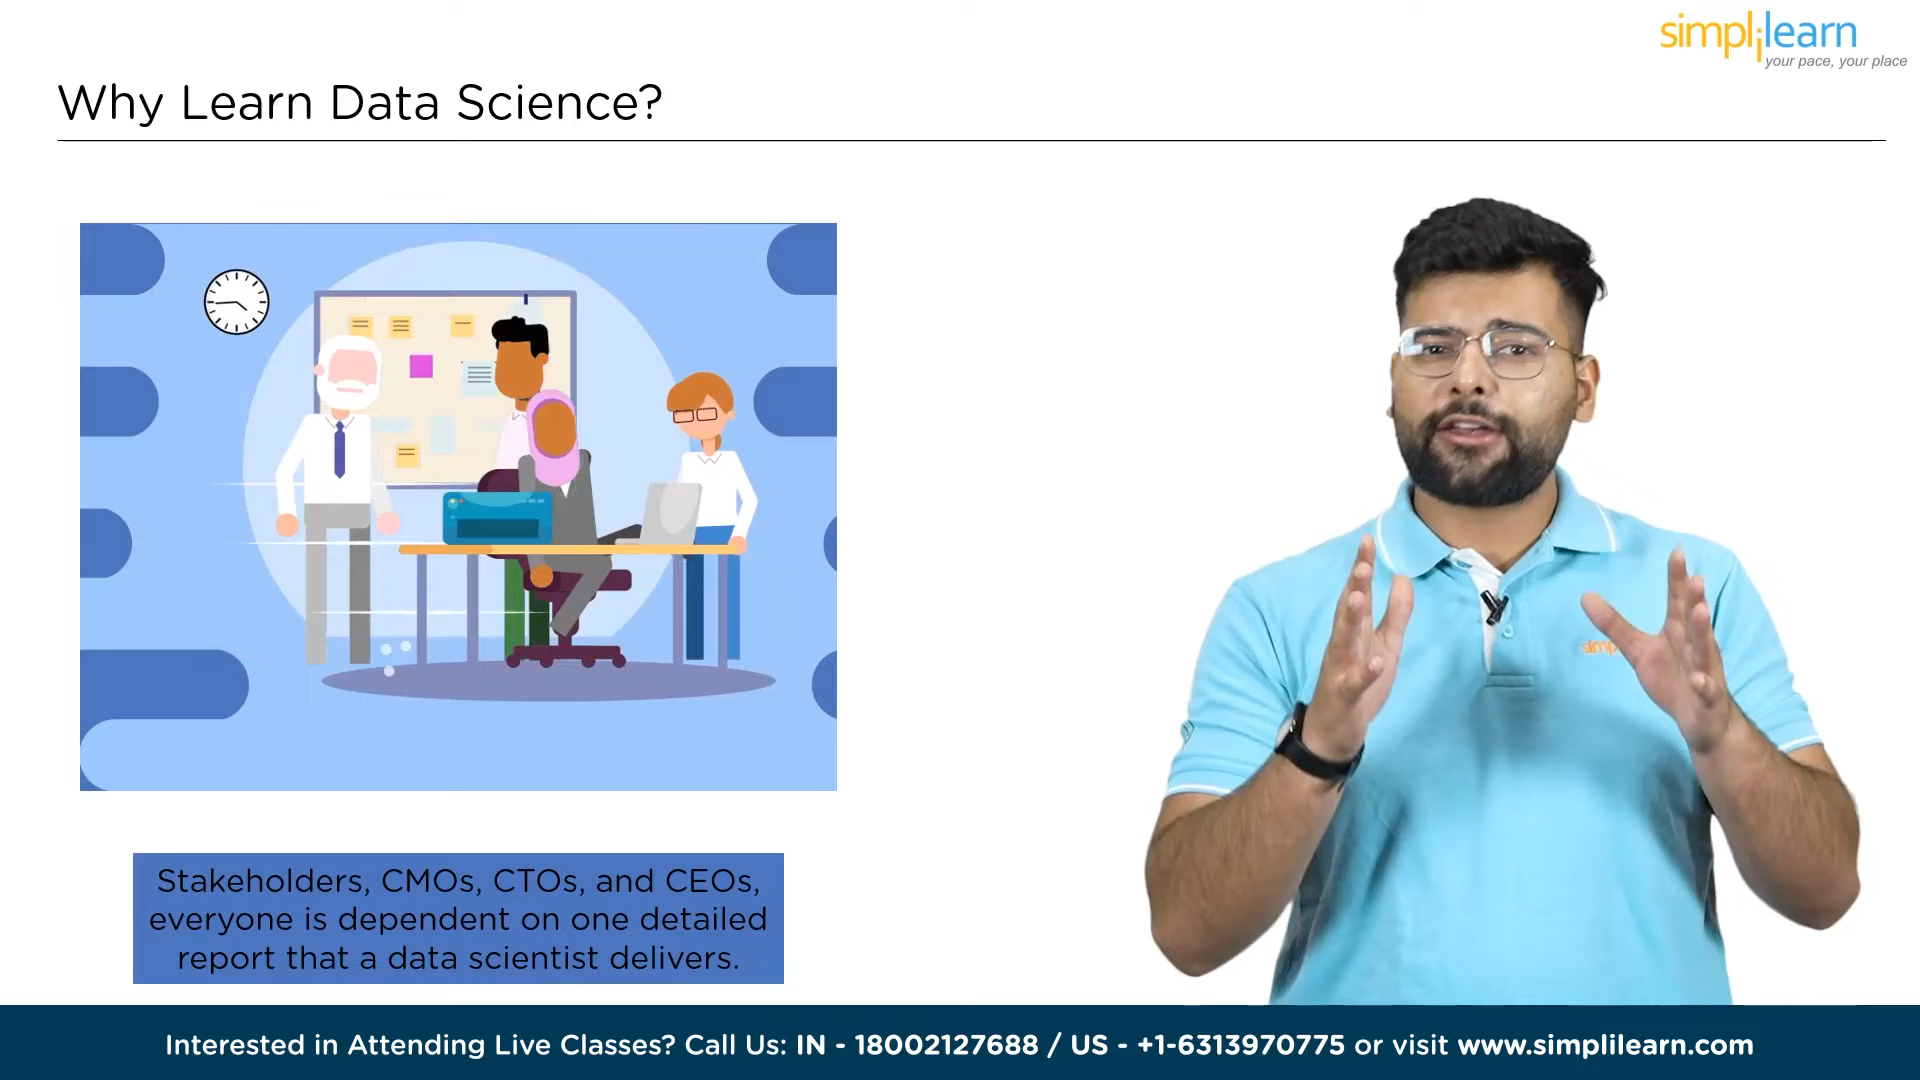 simplilearn
your pace, your place
Why Learn Data Science?
simpl
Stakeholders, CMOs, CTOs, and CEOs,
everyone is dependent on one detailed
report that a data scientist delivers.
Interested in Attending Live Classes? Call Us: IN - 18002127688 / US - +1-6313970775 or visit www.simplilearn.com